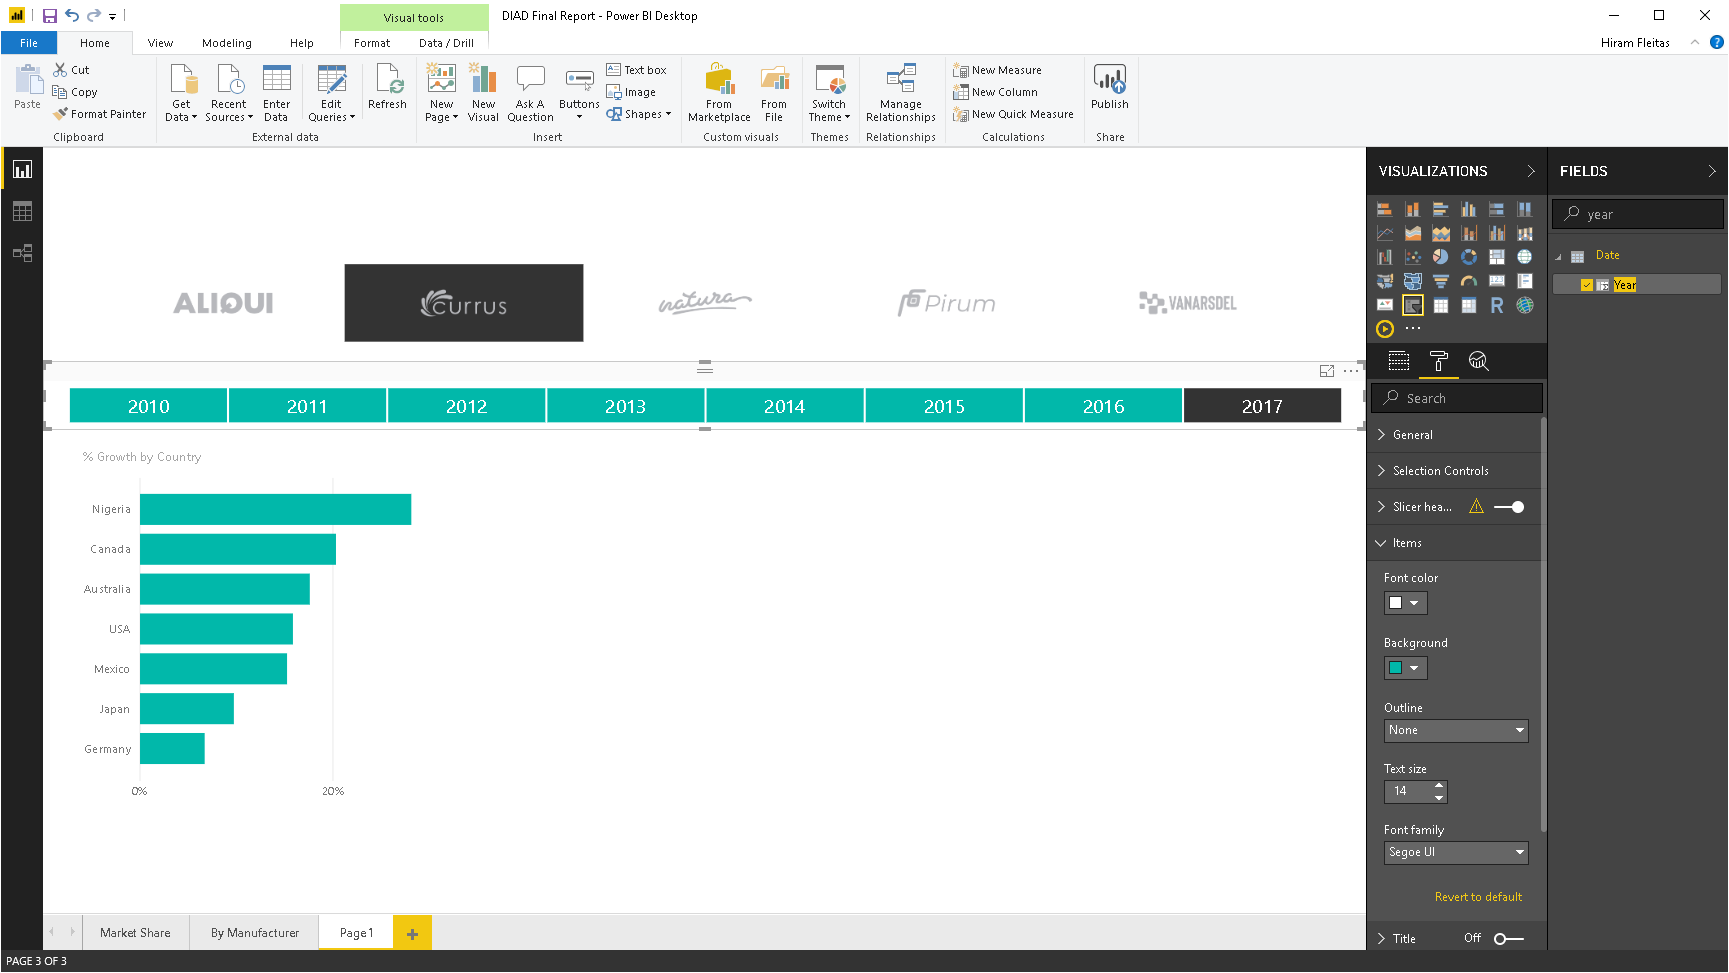 Visual tools
DIAD Final Report - Power BI Desktop
File
Home
View
Modeling
Help
Format
Data / Drill
Hiram Fleitas
Paste
Cut
Copy
Format Painter
Clipboard
Get Data
Recent Sources
Enter Data
Edit Queries
Refresh
External data
New Page
New Visual
Ask A Question
Buttons
Text box
Image
Shapes
Insert
From Marketplace
From File
Custom visuals
Switch Theme
Themes
Manage Relationships
Relationships
New Measure
New Column
New Quick Measure
Calculations
Publish
Share
ALIQUI
currus
natura
Pirum
VANARSDEL
2010
2011
2012
2013
2014
2015
2016
2017
% Growth by Country
Nigeria
Canada
Australia
USA
Mexico
Japan
Germany
0%
20%
Market Share
By Manufacturer
Page 1
PAGE 3 OF 3
VISUALIZATIONS
R
Search
General
Selection Controls
Slicer hea...
Items
Font color
Background
Outline
None
Text size
14
Font family
Segoe UI
Revert to default
Title
Off
FIELDS
year
Date
Year